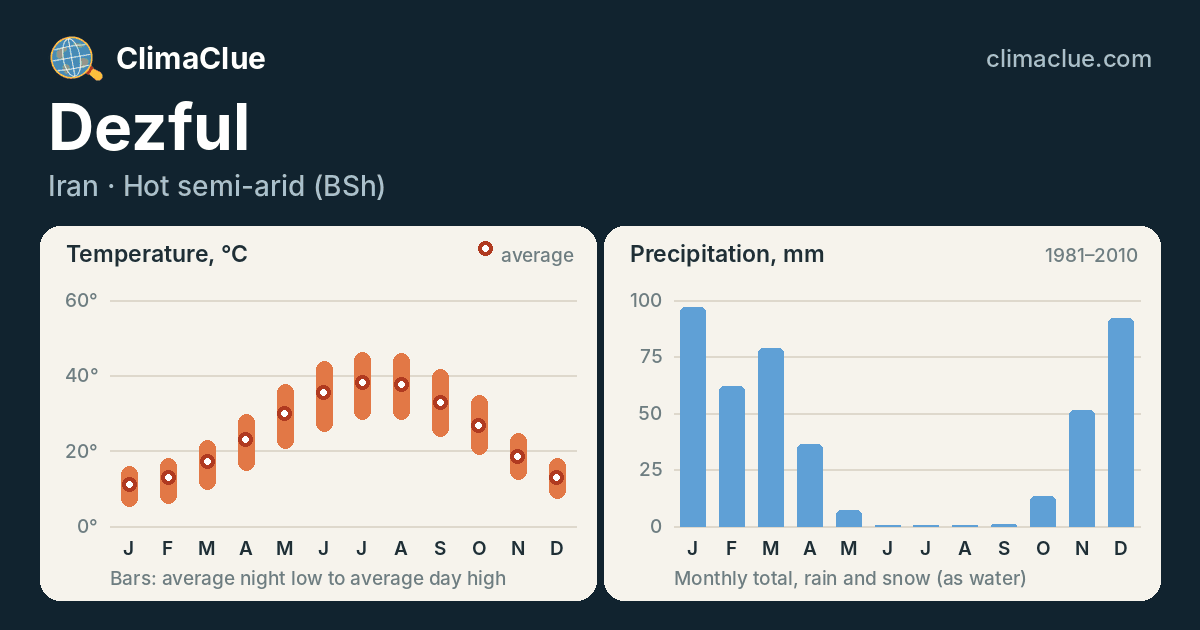 ClimaClue
climaclue.com
Dezful
Iran · Hot semi-arid (BSh)
Temperature, °C
average
60°
40°
20°
0°
J F M A M J J A S O N D
Bars: average night low to average day high
Precipitation, mm
1981–2010
100
75
50
25
0
J F M A M J J A S O N D
Monthly total, rain and snow (as water)